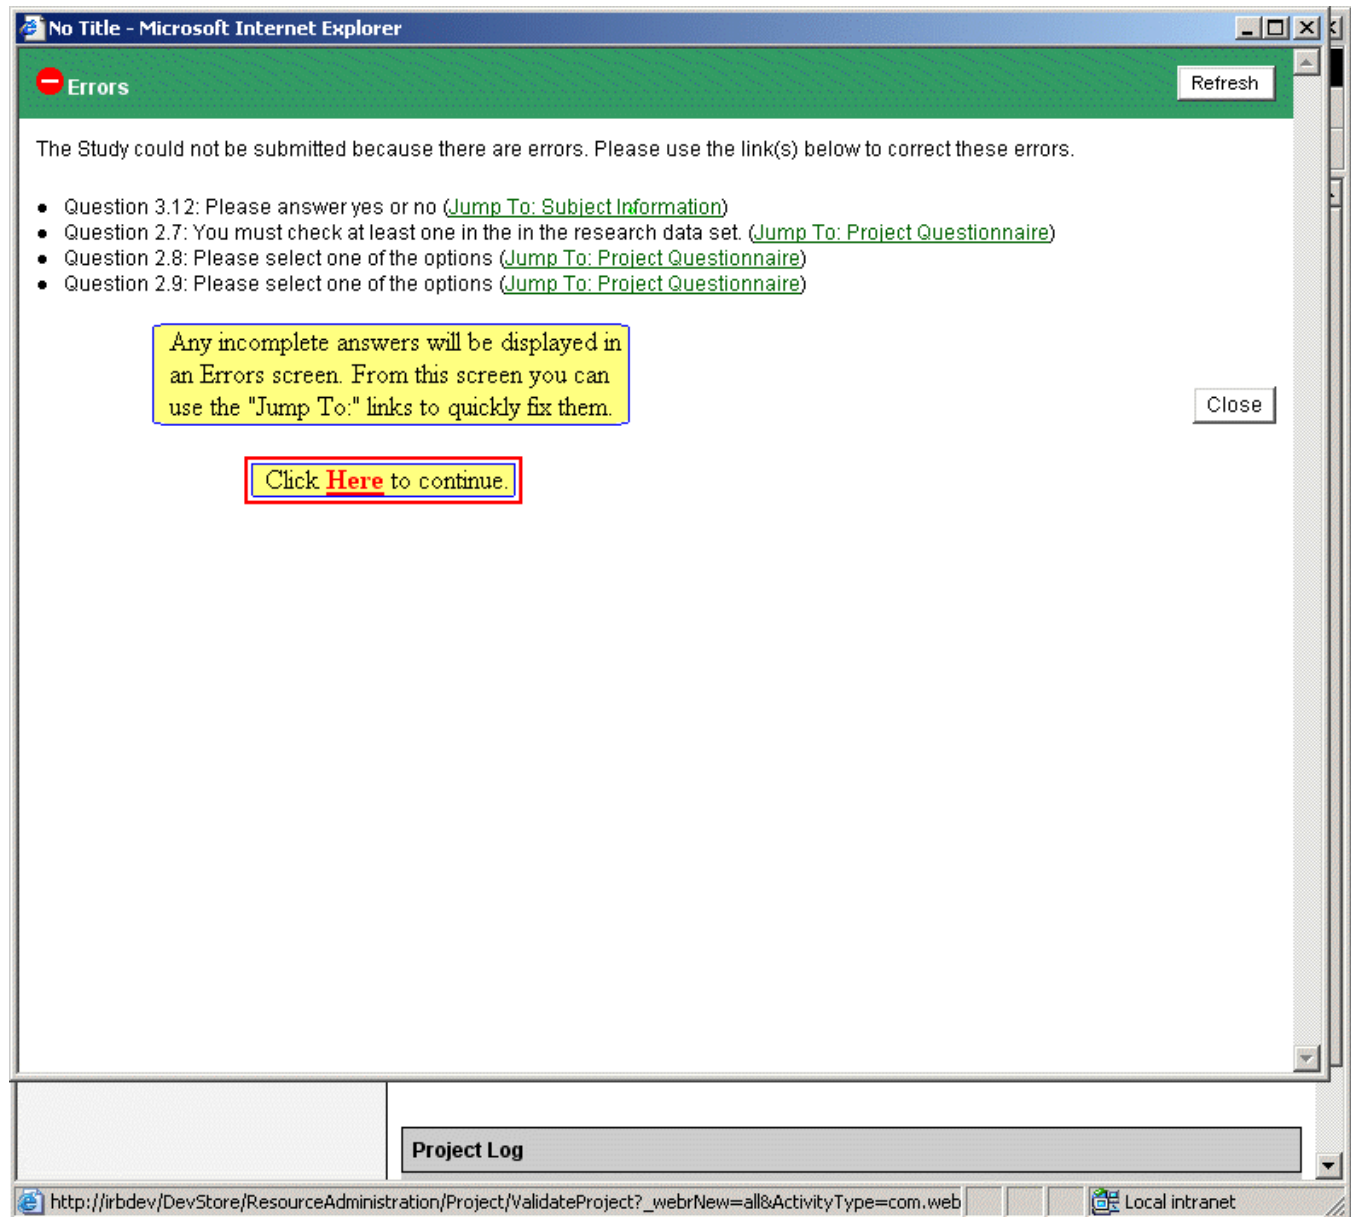 No Title - Microsoft Internet Explorer
Errors
Refresh
The Study could not be submitted because there are errors. Please use the link(s) below to correct these errors.
Question 3.12: Please answer yes or no (Jump To: Subject Information)
Question 2.7: You must check at least one in the in the research data set. (Jump To: Project Questionnaire)
Question 2.8: Please select one of the options (Jump To: Project Questionnaire)
Question 2.9: Please select one of the options (Jump To: Project Questionnaire)
Any incomplete answers will be displayed in
an Errors screen. From this screen you can
use the "Jump To:" links to quickly fix them.
Close
Click Here to continue.
Project Log
http://irbdev/DevStore/ResourceAdministration/Project/ValidateProject?_webrNew=all&ActivityType=com.web
Local intranet